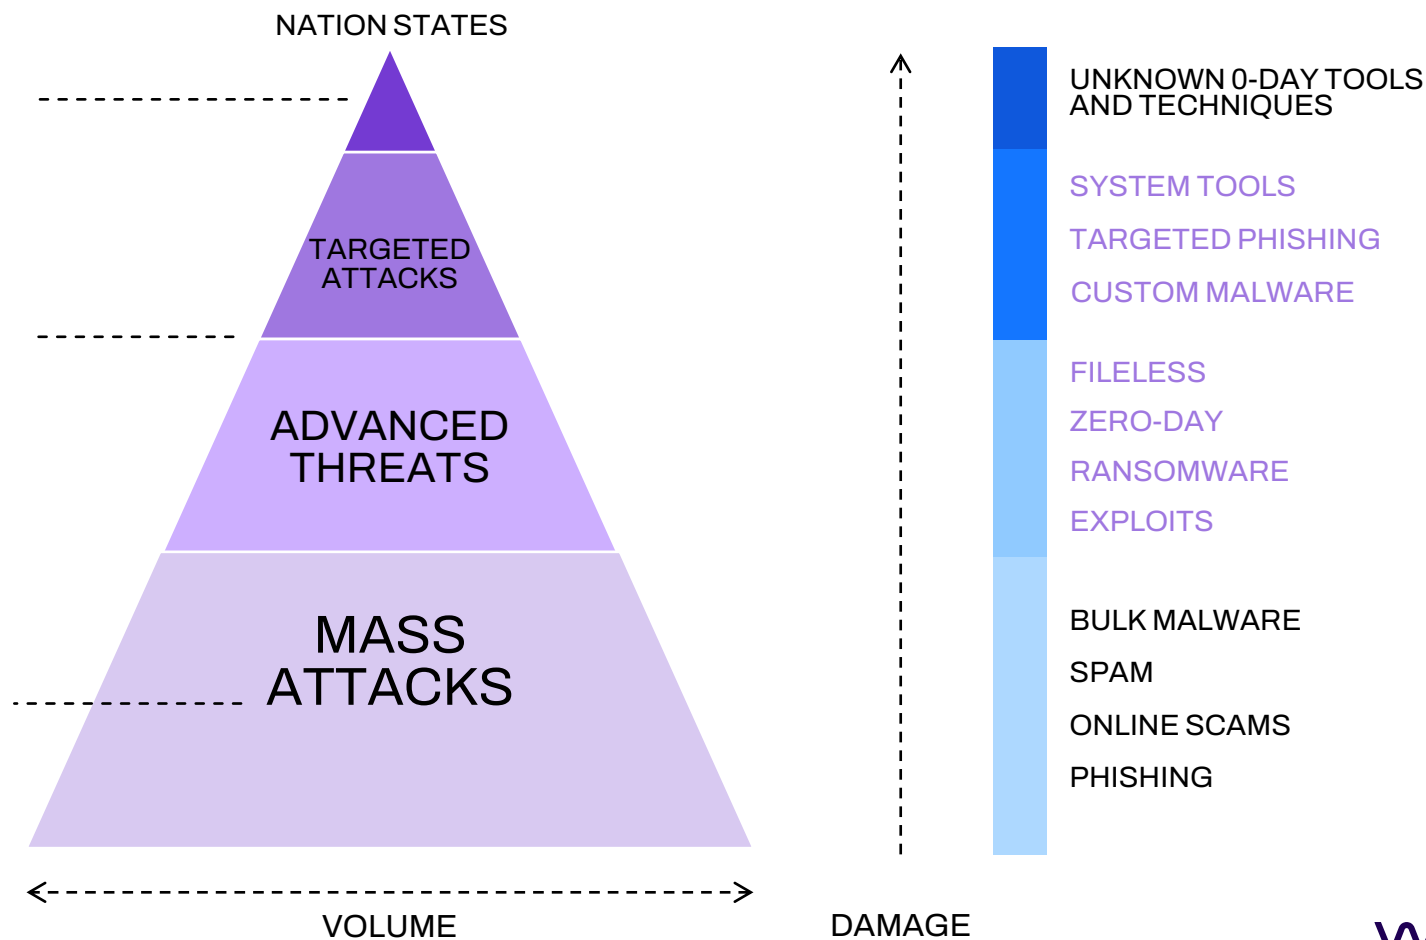 NATION STATES
TARGETED
ATTACKS
ADVANCED
THREATS
MASS
ATTACKS
VOLUME
DAMAGE
UNKNOWN 0-DAY TOOLS
AND TECHNIQUES
SYSTEM TOOLS
TARGETED PHISHING
CUSTOM MALWARE
FILELESS
ZERO-DAY
RANSOMWARE
EXPLOITS
BULK MALWARE
SPAM
ONLINE SCAMS
PHISHING